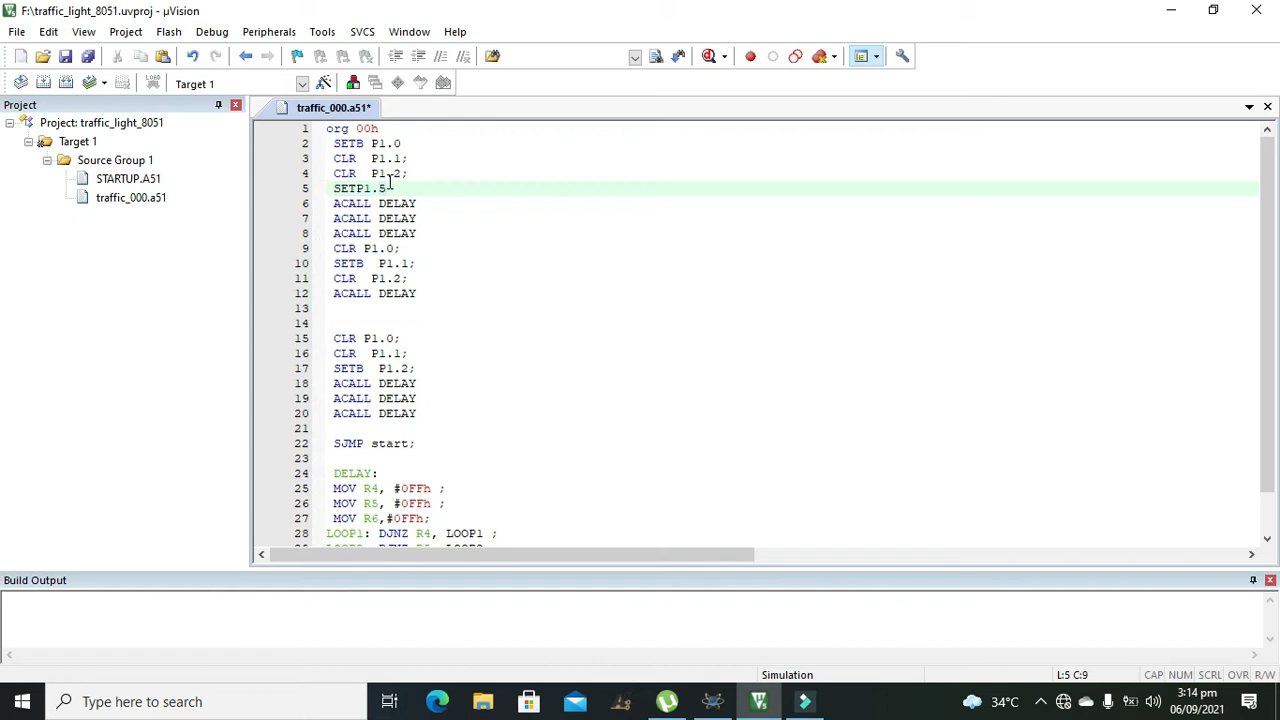 F:\traffic_light_8051.uvproj - µVision
File Edit View Project Flash Debug Peripherals Tools SVCS Window Help
LOAD Target 1
Project
traffic_000.a51*
Project: traffic_light_8051
Target 1
Source Group 1
STARTUP.A51
traffic_000.a51
1 org 00h
2 SETB P1.0
3 CLR P1.1;
4 CLR P1.2;
5 SETP1.5
6 ACALL DELAY
7 ACALL DELAY
8 ACALL DELAY
9 CLR P1.0;
10 SETB P1.1;
11 CLR P1.2;
12 ACALL DELAY
13
14
15 CLR P1.0;
16 CLR P1.1;
17 SETB P1.2;
18 ACALL DELAY
19 ACALL DELAY
20 ACALL DELAY
21
22 SJMP start;
23
24 DELAY:
25 MOV R4, #0FFh ;
26 MOV R5, #0FFh ;
27 MOV R6,#0FFh;
28 LOOP1: DJNZ R4, LOOP1 ;
Build Output
Simulation L:5 C:9 CAP NUM SCRL OVR R/W
Type here to search
34°C
3:14 pm
06/09/2021